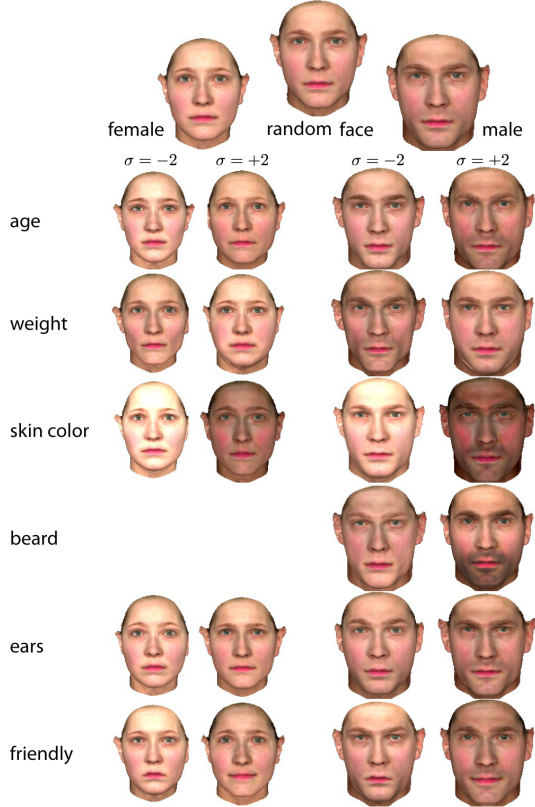 female random face male
σ = −2 σ = +2 σ = −2 σ = +2
age
weight
skin color
beard
ears
friendly